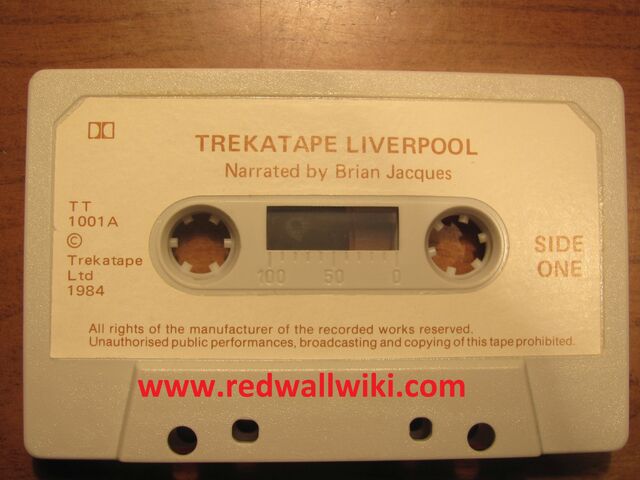 TREKATAPE LIVERPOOL
Narrated by Brian Jacques
TT
1001A
©
Trekatape
Ltd
1984
100 50 0
SIDE
ONE
All rights of the manufacturer of the recorded works reserved.
Unauthorised public performances, broadcasting and copying of this tape prohibited.
www.redwallwiki.com